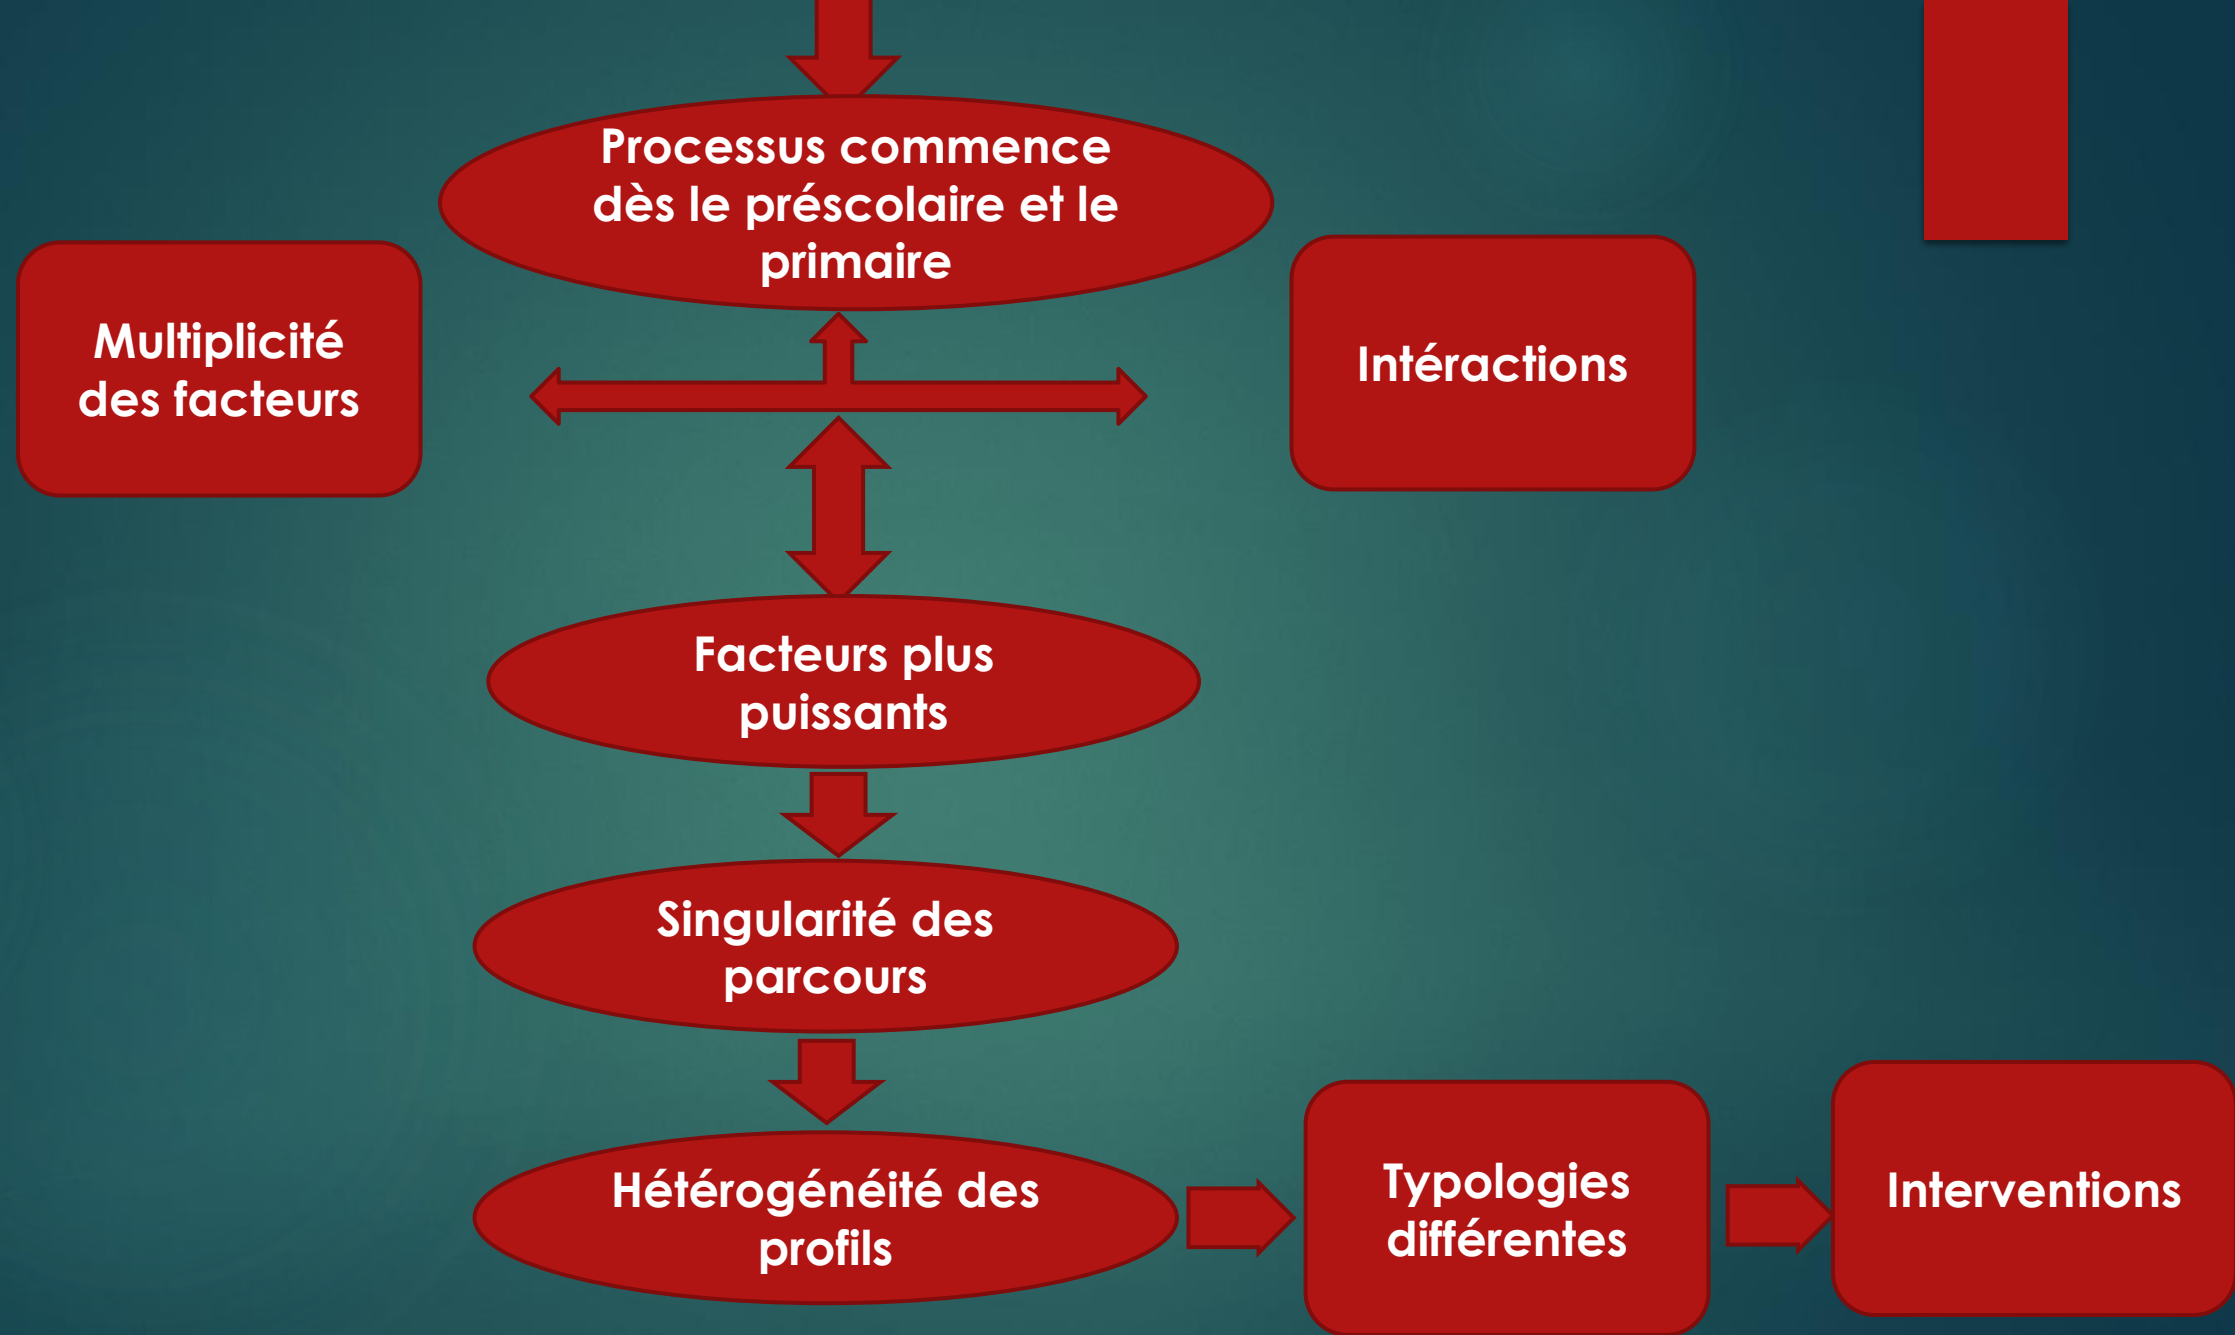 Processus commence
dès le préscolaire et le
primaire
Multiplicité
des facteurs
Intéractions
Facteurs plus
puissants
Singularité des
parcours
Hétérogénéité des
profils
Typologies
différentes
Interventions